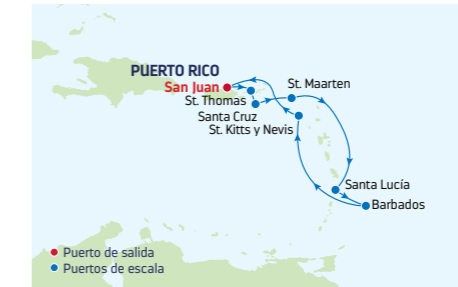 PUERTO RICO
San Juan
St. Thomas
St. Maarten
Santa Cruz
St. Kitts y Nevis
Santa Lucía
Barbados
Puerto de salida
Puertos de escala